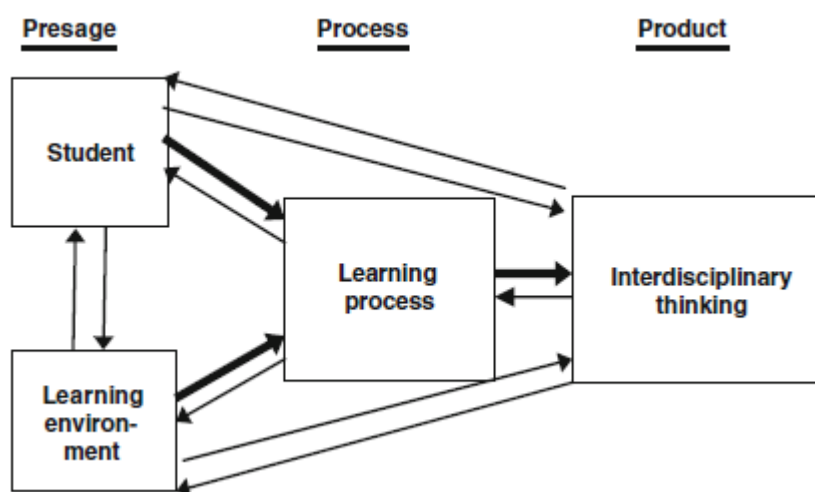 Presage
Process
Product
Student
Learning
process
Interdisciplinary
thinking
Learning
environ-
ment